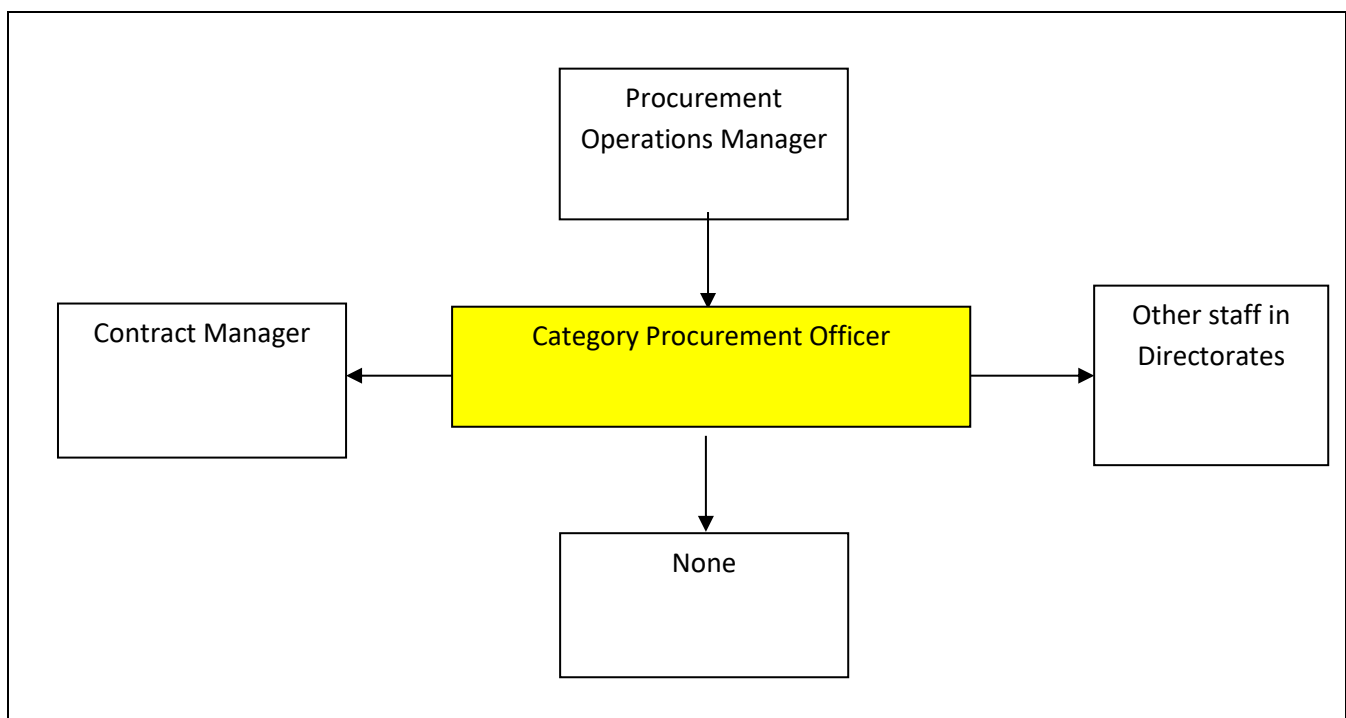 Procurement
Operations Manager
Contract Manager
Category Procurement Officer
Other staff in
Directorates
None